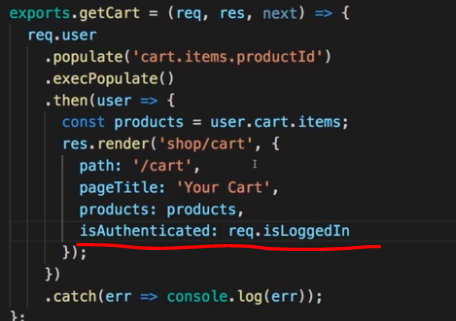 exports.getCart = (req, res, next) => {
req.user
.populate('cart.items.productId')
.execPopulate()
.then(user => {
const products = user.cart.items;
res.render('shop/cart', {
path: '/cart',
pageTitle: 'Your Cart',
products: products,
isAuthenticated: req.isLoggedIn
});
})
.catch(err => console.log(err));
};